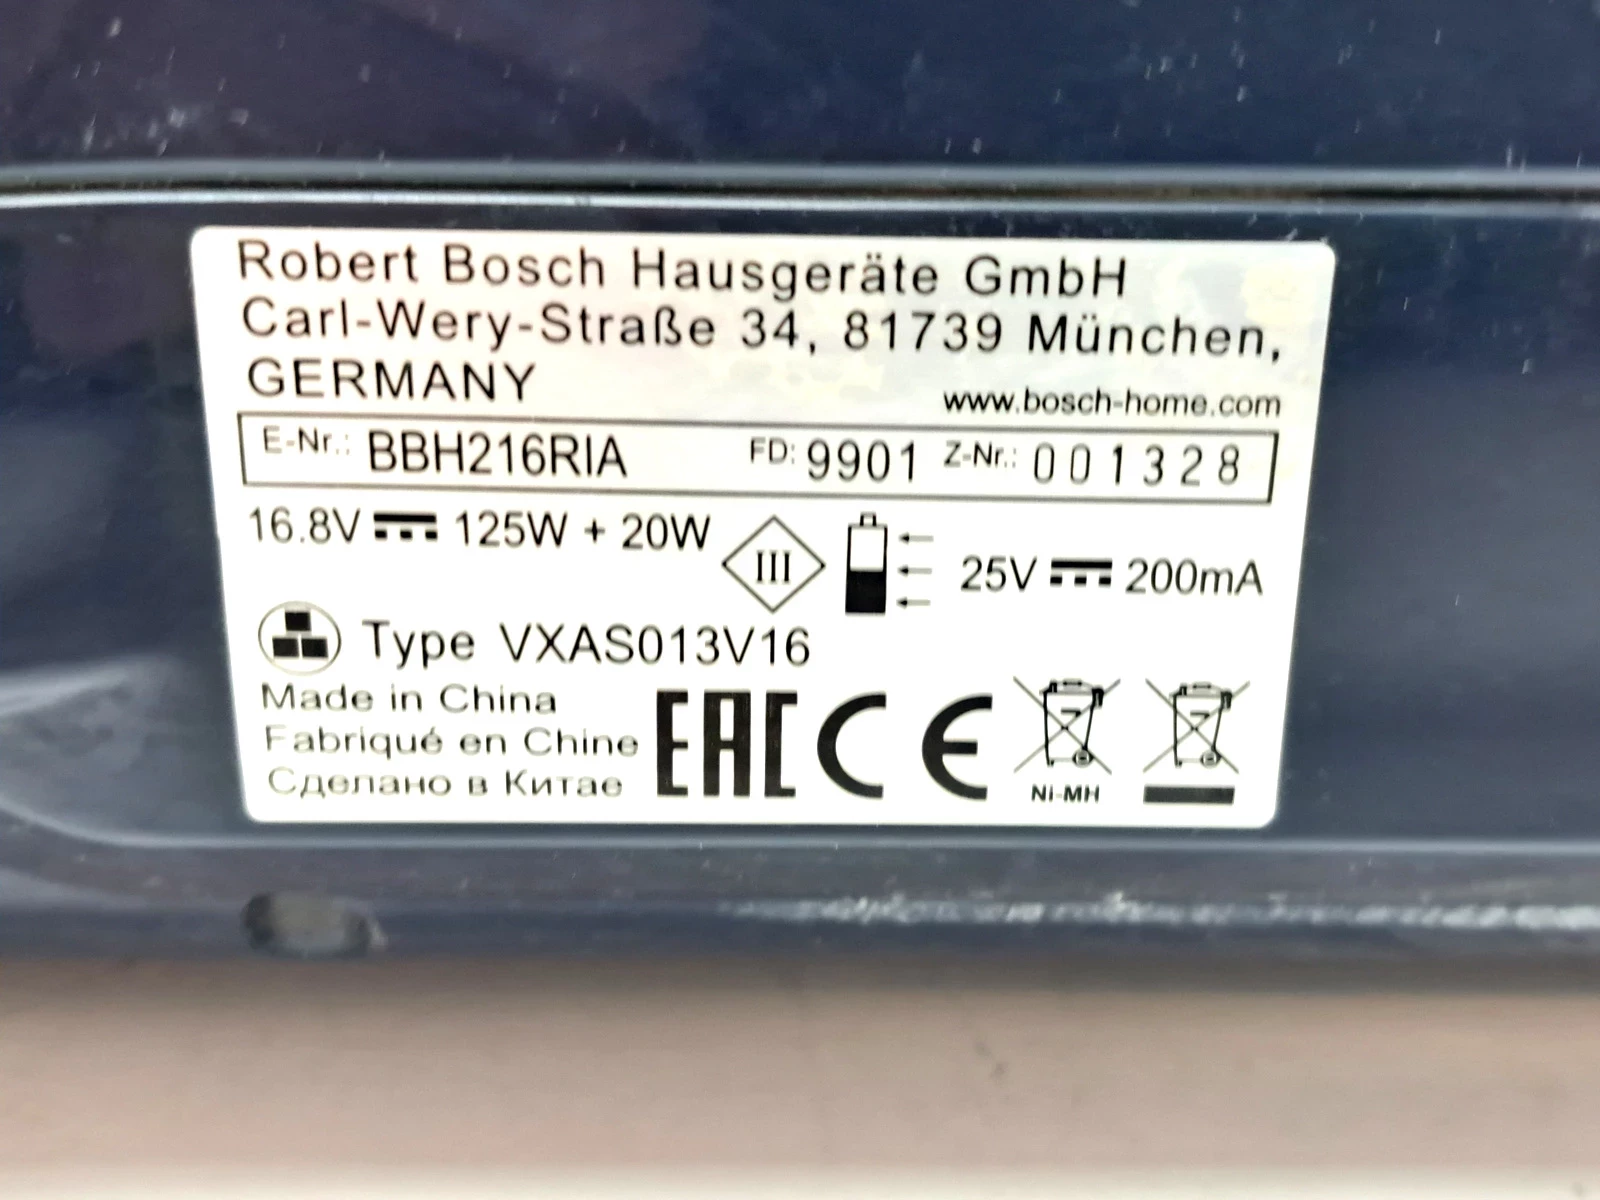 Robert Bosch Hausgeräte GmbH
Carl-Wery-Straße 34, 81739 München,
GERMANY
www.bosch-home.com
E-Nr.: BBH216RIA FD: 9901 Z-Nr.: 001328
16.8V 125W + 20W III 25V 200mA
Type VXAS013V16
Made in China
Fabriqué en Chine
Сделано в Китае
EAC CE
Ni-MH